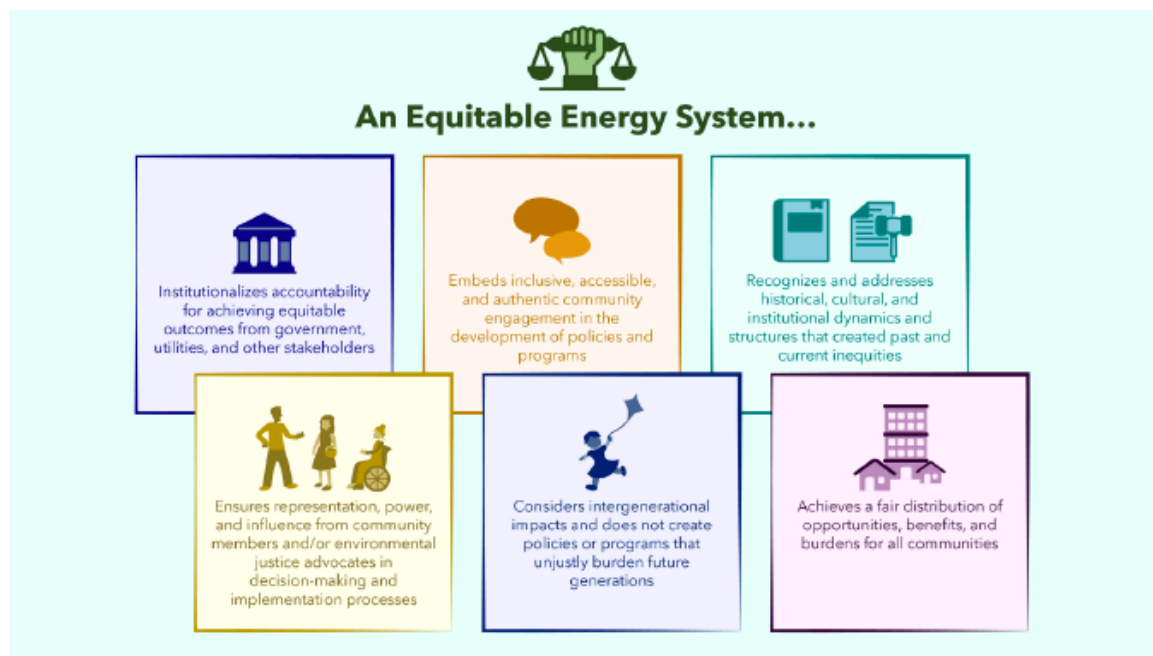 An Equitable Energy System...
Institutionalizes accountability
for achieving equitable
outcomes from government,
utilities, and other stakeholders
Embeds inclusive, accessible,
and authentic community
engagement in the
development of policies and
programs
Recognizes and addresses
historical, cultural, and
institutional dynamics and
structures that created past and
current inequities
Ensures representation, power,
and influence from community
members and/or environmental
justice advocates in
decision-making and
implementation processes
Considers intergenerational
impacts and does not create
policies or programs that
unjustly burden future
generations
Achieves a fair distribution of
opportunities, benefits, and
burdens for all communities